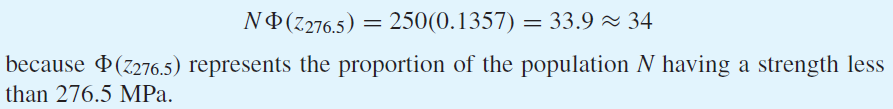 NΦ(z276.5) = 250(0.1357) = 33.9 ≈ 34
because Φ(z276.5) represents the proportion of the population N having a strength less
than 276.5 MPa.